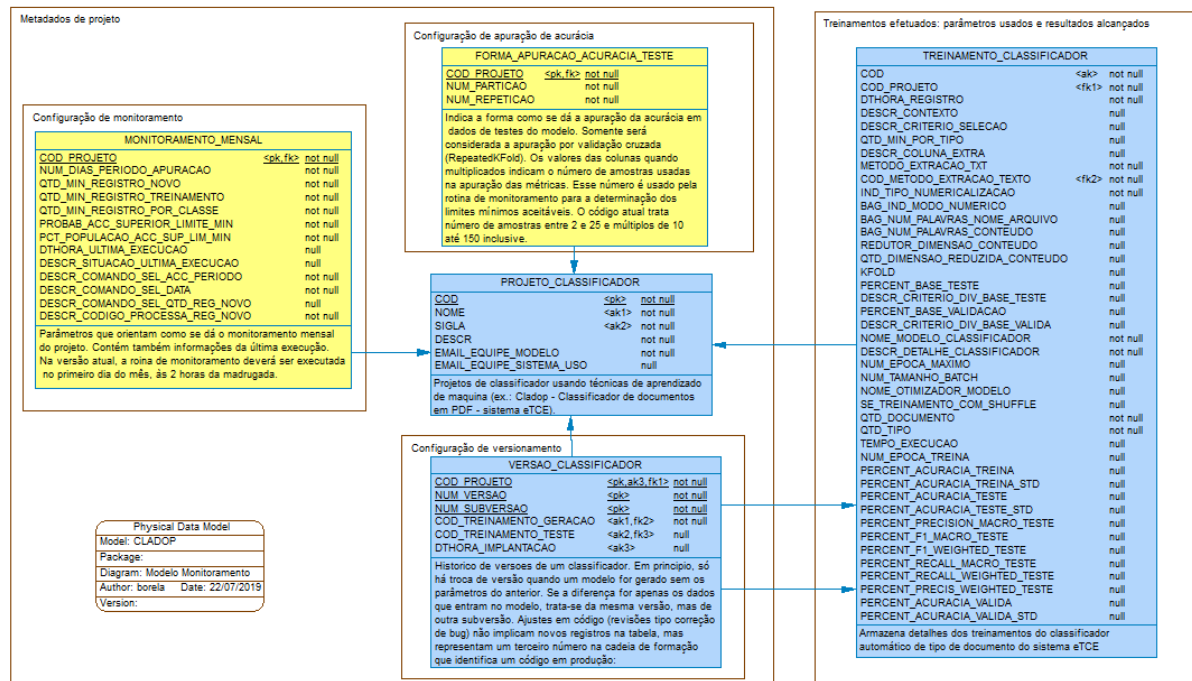 Metadados de projeto
Configuração de apuração de acurácia
FORMA_APURACAO_ACURACIA_TESTE
COD_PROJETO <pk,fk> not null
NUM_PARTICAO not null
NUM_REPETICAO not null
Indica a forma como se dá a apuração da acurácia em
dados de testes do modelo. Somente será
considerada a apuração por validação cruzada
(RepeatedKFold). Os valores das colunas quando
multiplicados indicam o número de amostras usadas
na apuração das métricas. Esse número é usado pela
rotina de monitoramento para a determinação dos
limites mínimos aceitáveis. O código atual trata
número de amostras entre 2 e 25 e múltiplos de 10
até 150 inclusive.
Configuração de monitoramento
MONITORAMENTO_MENSAL
COD_PROJETO <pk,fk> not null
NUM_DIAS_PERIODO_APURACAO not null
QTD_MIN_REGISTRO_NOVO not null
QTD_MIN_REGISTRO_TREINAMENTO not null
QTD_MIN_REGISTRO_POR_CLASSE not null
PROBAB_ACC_SUPERIOR_LIMITE_MIN not null
PCT_POPULACAO_ACC_SUP_LIM_MIN not null
DTHORA_ULTIMA_EXECUCAO null
DESCR_SITUACAO_ULTIMA_EXECUCAO null
DESCR_COMANDO_SEL_ACC_PERIODO not null
DESCR_COMANDO_SEL_DATA not null
DESCR_COMANDO_SEL_QTD_REG_NOVO null
DESCR_CODIGO_PROCESSA_REG_NOVO not null
Parâmetros que orientam como se dá o monitoramento mensal
do projeto. Contém também informações da última execução.
Na versão atual, a roina de monitoramento deverá ser executada
no primeiro dia do mês, às 2 horas da madrugada.
PROJETO_CLASSIFICADOR
COD <pk> not null
NOME <ak1> not null
SIGLA <ak2> not null
DESCR not null
EMAIL_EQUIPE_MODELO not null
EMAIL_EQUIPE_SISTEMA_USO null
Projetos de classificador usando técnicas de aprendizado
de maquina (ex.: Cladop - Classificador de documentos
em PDF - sistema eTCE).
Configuração de versionamento
VERSAO_CLASSIFICADOR
COD_PROJETO <pk,ak3,fk1> not null
NUM_VERSAO <pk> not null
NUM_SUBVERSAO <pk> not null
COD_TREINAMENTO_GERACAO <ak1,fk2> not null
COD_TREINAMENTO_TESTE <ak2,fk3> null
DTHORA_IMPLANTACAO <ak3> null
Historico de versoes de um classificador. Em principio, só
há troca de versão quando um modelo for gerado sem os
parâmetros do anterior. Se a diferença for apenas os dados
que entram no modelo, trata-se da mesma versão, mas de
outra subversão. Ajustes em código (revisões tipo correção
de bug) não implicam novos registros na tabela, mas
representam um terceiro número na cadeia de formação
que identifica um código em produção:
Physical Data Model
Model: CLADOP
Package:
Diagram: Modelo Monitoramento
Author: borela Date: 22/07/2019
Version:
Treinamentos efetuados: parâmetros usados e resultados alcançados
TREINAMENTO_CLASSIFICADOR
COD <ak> not null
COD_PROJETO <fk1> not null
DTHORA_REGISTRO not null
DESCR_CONTEXTO null
DESCR_CRITERIO_SELECAO null
QTD_MIN_POR_TIPO null
DESCR_COLUNA_EXTRA null
METODO_EXTRACAO_TXT not null
COD_METODO_EXTRACAO_TEXTO <fk2> not null
IND_TIPO_NUMERICALIZACAO not null
BAG_IND_MODO_NUMERICO null
BAG_NUM_PALAVRAS_NOME_ARQUIVO null
BAG_NUM_PALAVRAS_CONTEUDO null
REDUTOR_DIMENSAO_CONTEUDO null
QTD_DIMENSAO_REDUZIDA_CONTEUDO null
KFOLD null
PERCENT_BASE_TESTE null
DESCR_CRITERIO_DIV_BASE_TESTE null
PERCENT_BASE_VALIDACAO null
DESCR_CRITERIO_DIV_BASE_VALIDA null
NOME_MODELO_CLASSIFICADOR not null
DESCR_DETALHE_CLASSIFICADOR not null
NUM_EPOCA_MAXIMO null
NUM_TAMANHO_BATCH null
NOME_OTIMIZADOR_MODELO null
SE_TREINAMENTO_COM_SHUFFLE null
QTD_DOCUMENTO not null
QTD_TIPO not null
TEMPO_EXECUCAO null
NUM_EPOCA_TREINA null
PERCENT_ACURACIA_TREINA null
PERCENT_ACURACIA_TREINA_STD null
PERCENT_ACURACIA_TESTE null
PERCENT_ACURACIA_TESTE_STD null
PERCENT_PRECISION_MACRO_TESTE null
PERCENT_F1_MACRO_TESTE null
PERCENT_F1_WEIGHTED_TESTE null
PERCENT_RECALL_MACRO_TESTE null
PERCENT_RECALL_WEIGHTED_TESTE null
PERCENT_PRECIS_WEIGHTED_TESTE null
PERCENT_ACURACIA_VALIDA null
PERCENT_ACURACIA_VALIDA_STD null
Armazena detalhes dos treinamentos do classificador
automático de tipo de documento do sistema eTCE